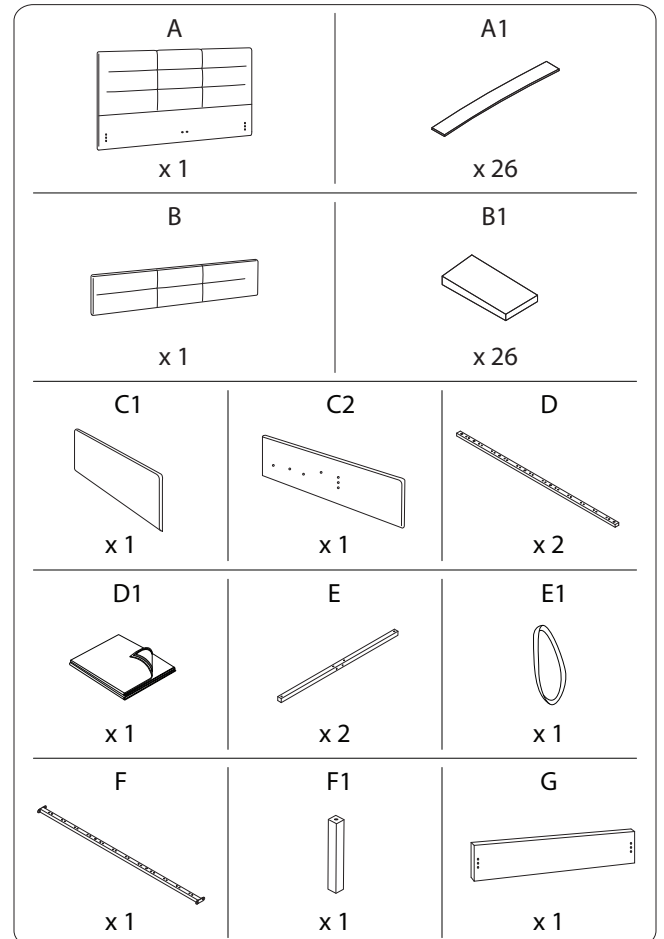 A A1
x 1 x 26
B B1
x 1 x 26
C1 C2 D
x 1 x 1 x 2
D1 E E1
x 1 x 2 x 1
F F1 G
x 1 x 1 x 1